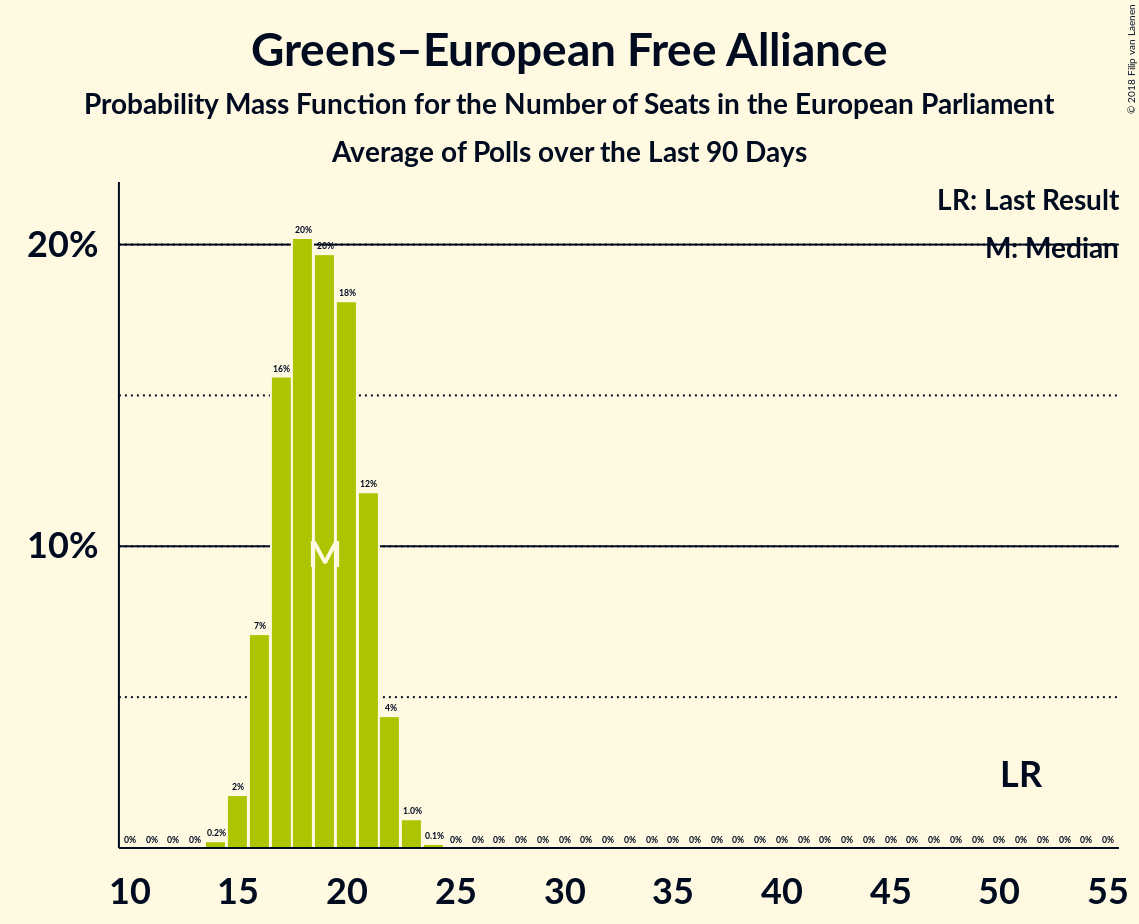 Greens–European Free Alliance
Probability Mass Function for the Number of Seats in the European Parliament
Average of Polls over the Last 90 Days
© 2018 Filip van Laenen
LR: Last Result
M: Median
20%
10%
0% 0% 0% 0% 0.2% 2% 7% 16% 20% 20% 18% 12% 4% 1.0% 0.1% 0% 0% 0% 0% 0% 0% 0% 0% 0% 0% 0% 0% 0% 0% 0% 0% 0% 0% 0% 0% 0% 0% 0% 0% 0% 0% 0% 0% 0% 0% 0%
M
LR
10 15 20 25 30 35 40 45 50 55